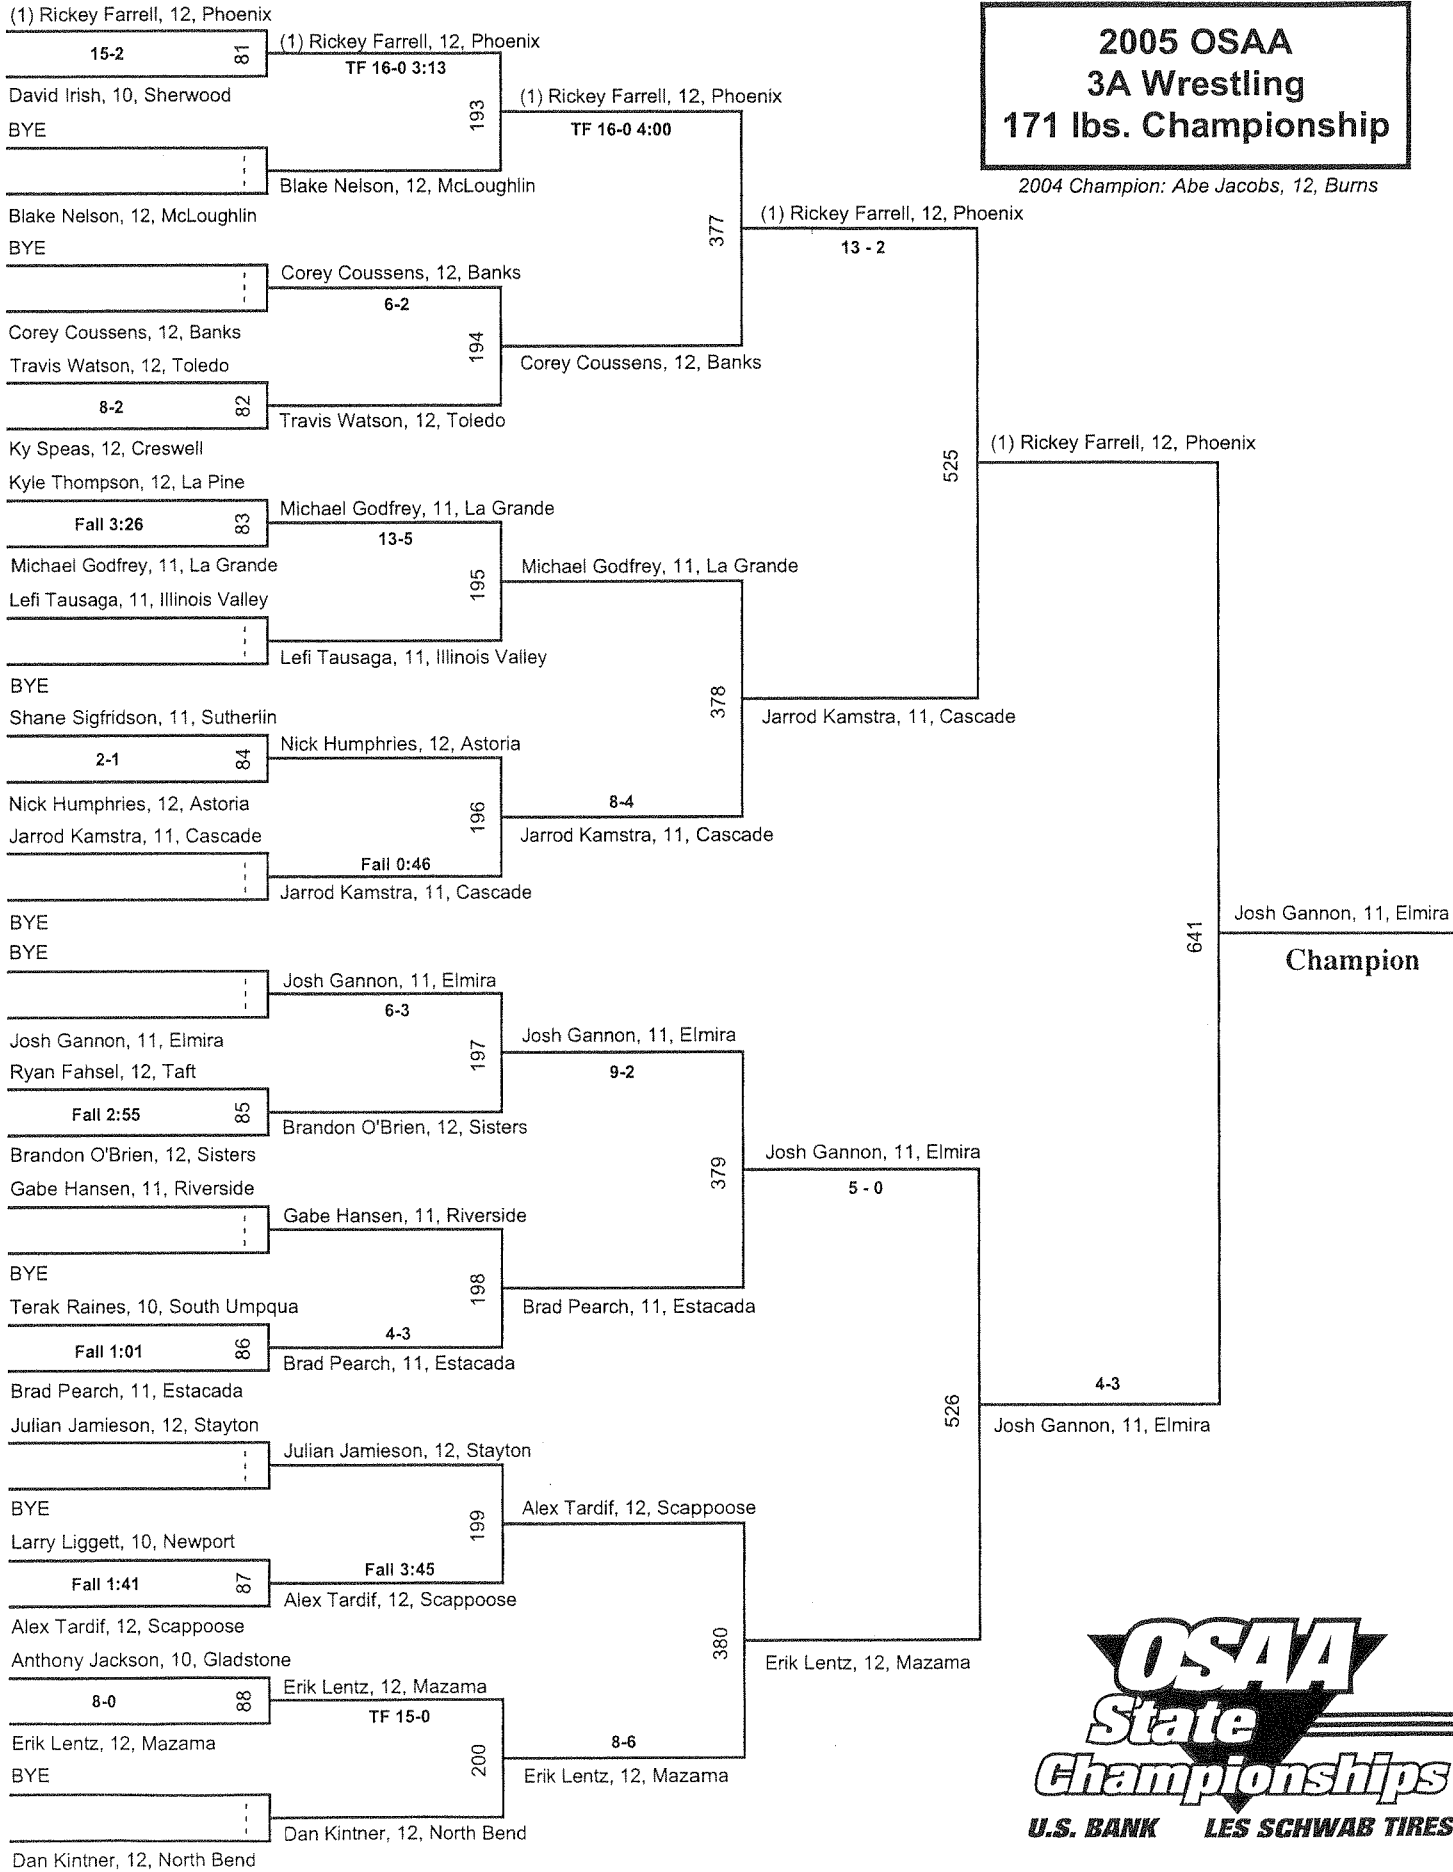 (1) Rickey Farrell, 12, Phoenix
15-2
81
David Irish, 10, Sherwood
BYE
Blake Nelson, 12, McLoughlin
BYE
Corey Coussens, 12, Banks
Travis Watson, 12, Toledo
8-2
82
Ky Speas, 12, Creswell
Kyle Thompson, 12, La Pine
Fall 3:26
83
Michael Godfrey, 11, La Grande
Lefi Tausaga, 11, Illinois Valley
BYE
Shane Sigfridson, 11, Sutherlin
2-1
84
Nick Humphries, 12, Astoria
Jarrod Kamstra, 11, Cascade
BYE
BYE
Josh Gannon, 11, Elmira
Ryan Fahsel, 12, Taft
Fall 2:55
85
Brandon O'Brien, 12, Sisters
Gabe Hansen, 11, Riverside
BYE
Terak Raines, 10, South Umpqua
Fall 1:01
86
Brad Pearch, 11, Estacada
Julian Jamieson, 12, Stayton
BYE
Larry Liggett, 10, Newport
Fall 1:41
87
Alex Tardif, 12, Scappoose
Anthony Jackson, 10, Gladstone
8-0
88
Erik Lentz, 12, Mazama
BYE
Dan Kintner, 12, North Bend
(1) Rickey Farrell, 12, Phoenix
TF 16-0 3:13
193
Blake Nelson, 12, McLoughlin
Corey Coussens, 12, Banks
6-2
194
Travis Watson, 12, Toledo
Michael Godfrey, 11, La Grande
13-5
195
Lefi Tausaga, 11, Illinois Valley
Nick Humphries, 12, Astoria
196
Fall 0:46
Jarrod Kamstra, 11, Cascade
Josh Gannon, 11, Elmira
6-3
197
Brandon O'Brien, 12, Sisters
Gabe Hansen, 11, Riverside
198
4-3
Brad Pearch, 11, Estacada
Julian Jamieson, 12, Stayton
199
Fall 3:45
Alex Tardif, 12, Scappoose
Erik Lentz, 12, Mazama
TF 15-0
200
Dan Kintner, 12, North Bend
(1) Rickey Farrell, 12, Phoenix
TF 16-0 4:00
377
Corey Coussens, 12, Banks
Michael Godfrey, 11, La Grande
378
8-4
Jarrod Kamstra, 11, Cascade
Josh Gannon, 11, Elmira
9-2
379
Brad Pearch, 11, Estacada
Alex Tardif, 12, Scappoose
380
8-6
Erik Lentz, 12, Mazama
(1) Rickey Farrell, 12, Phoenix
13 - 2
525
Jarrod Kamstra, 11, Cascade
Josh Gannon, 11, Elmira
5 - 0
526
Erik Lentz, 12, Mazama
(1) Rickey Farrell, 12, Phoenix
641
4-3
Josh Gannon, 11, Elmira
Josh Gannon, 11, Elmira
Champion
2005 OSAA
3A Wrestling
171 lbs. Championship
2004 Champion: Abe Jacobs, 12, Burns
OSAA
State
Championships
U.S. BANK LES SCHWAB TIRES